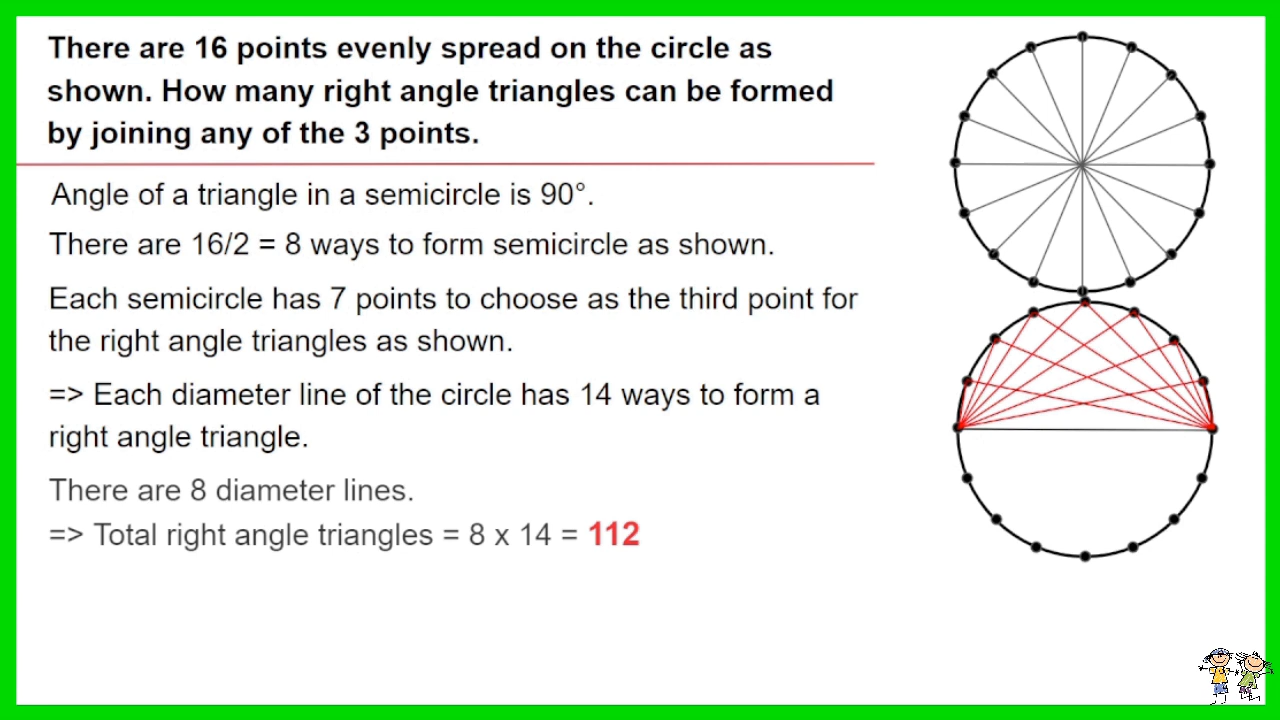 There are 16 points evenly spread on the circle as
shown. How many right angle triangles can be formed
by joining any of the 3 points.
Angle of a triangle in a semicircle is 90°.
There are 16/2 = 8 ways to form semicircle as shown.
Each semicircle has 7 points to choose as the third point for
the right angle triangles as shown.
=> Each diameter line of the circle has 14 ways to form a
right angle triangle.
There are 8 diameter lines.
=> Total right angle triangles = 8 x 14 = 112